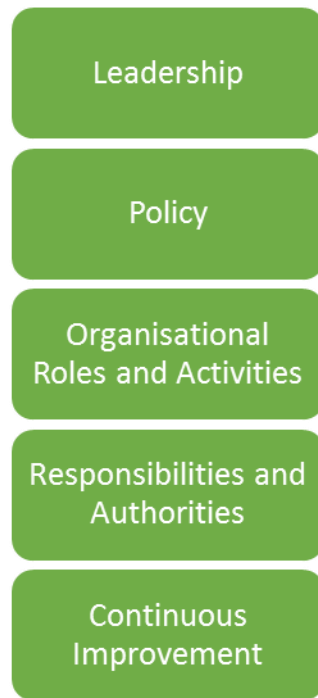 Leadership
Policy
Organisational
Roles and Activities
Responsibilities and
Authorities
Continuous
Improvement